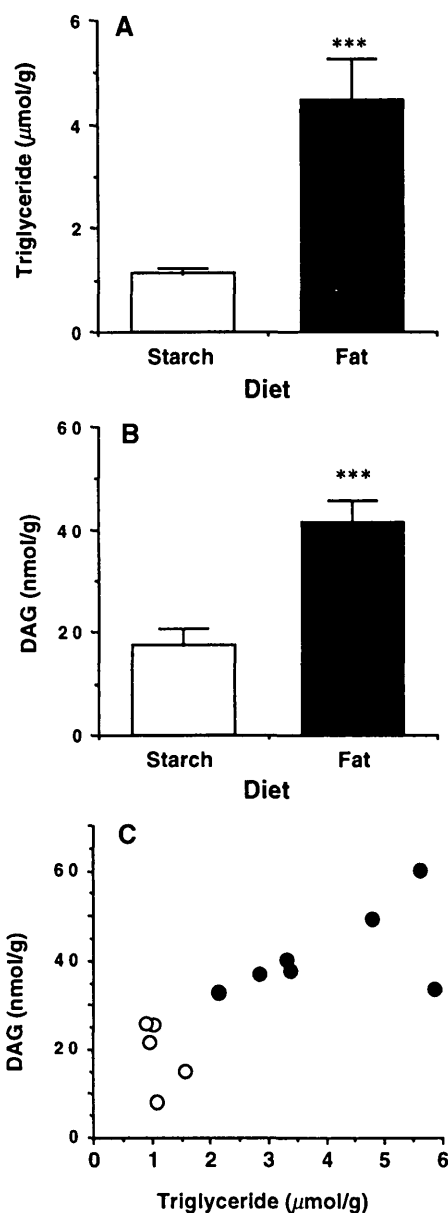 A
6
4
2
0
***
Triglyceride (μmol/g)
Starch Fat
Diet
B
60
40
20
0
***
DAG (nmol/g)
Starch Fat
Diet
C
60
40
20
0
DAG (nmol/g)
0 1 2 3 4 5 6
Triglyceride (μmol/g)